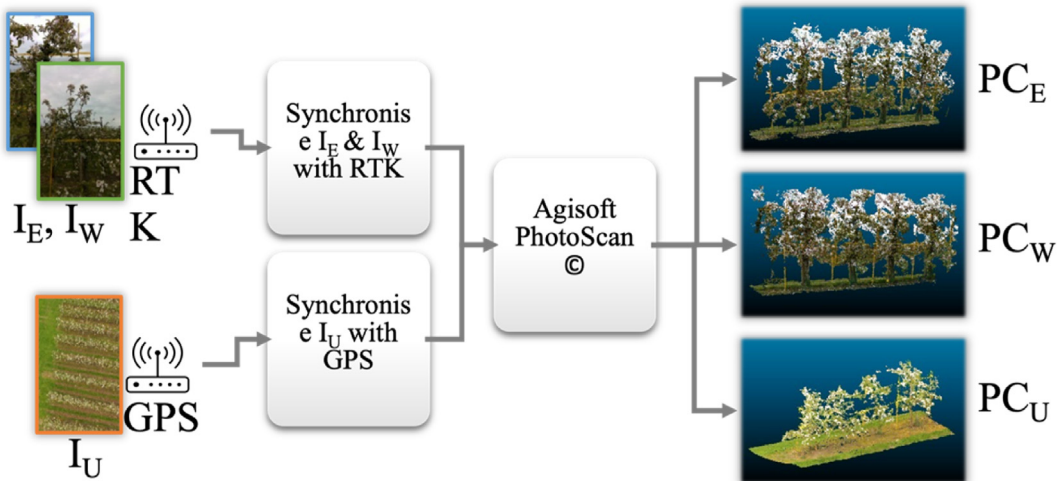 I_E, I_W
RT
K
Synchronis
e I_E & I_W
with RTK
I_U
GPS
Synchronis
e I_U with
GPS
Agisoft
PhotoScan
©
PC_E
PC_W
PC_U